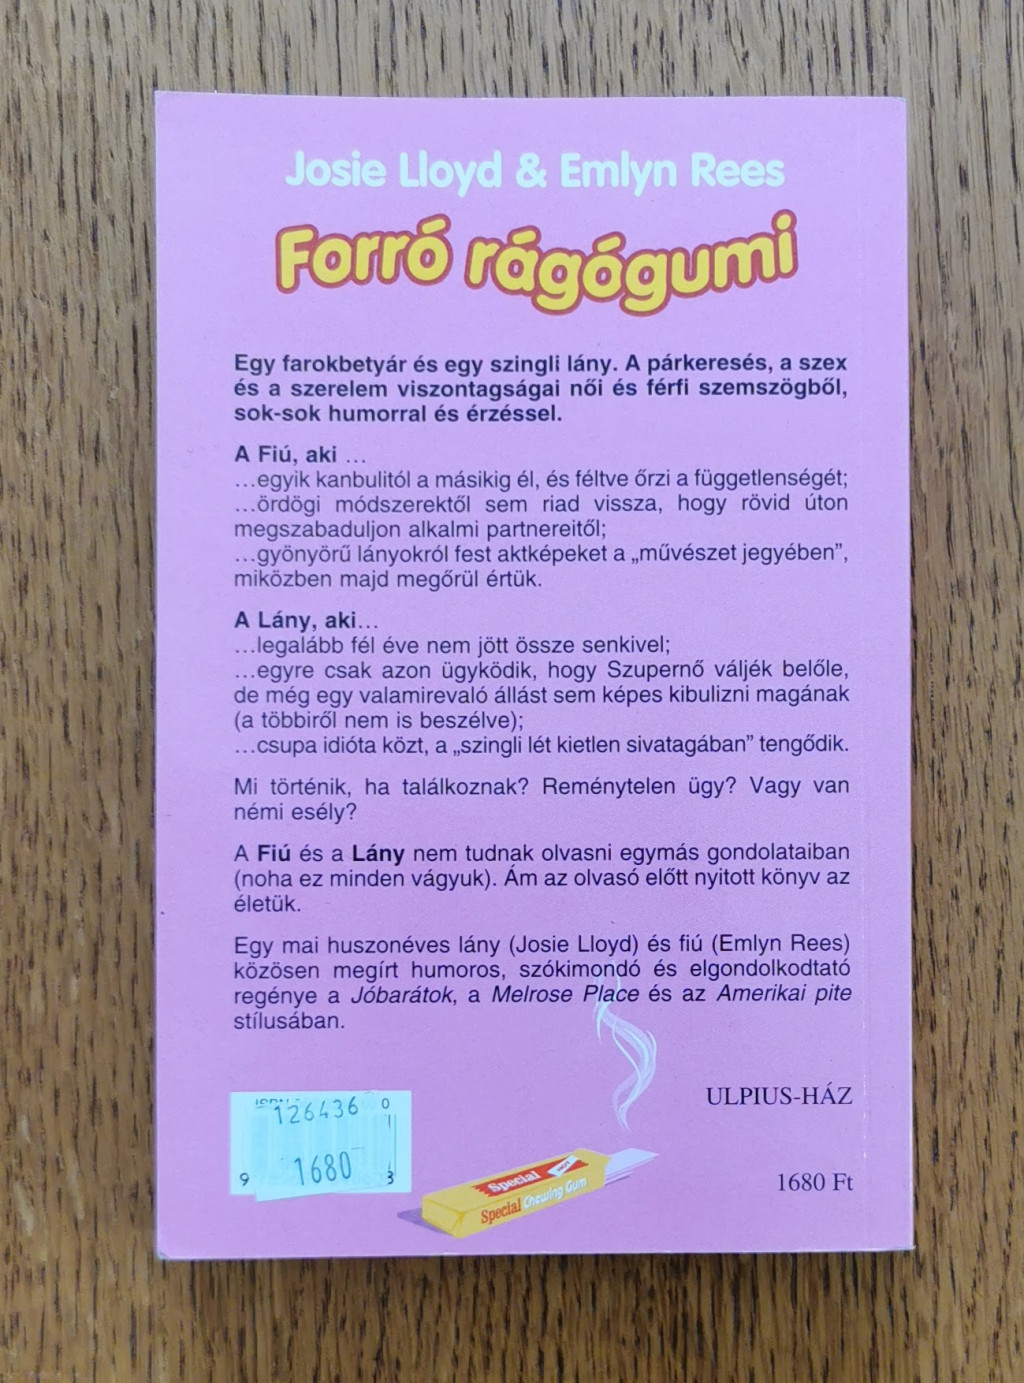 Josie Lloyd & Emlyn Rees
Forró rágógumi
Egy farokbetyár és egy szingli lány. A párkeresés, a szex
és a szerelem viszontagságai női és férfi szemszögből,
sok-sok humorral és érzéssel.
A Fiú, aki ...
...egyik kanbulitól a másikig él, és féltve őrzi a függetlenségét;
...ördögi módszerektől sem riad vissza, hogy rövid úton
megszabaduljon alkalmi partnereitől;
...gyönyörű lányokról fest aktképeket a „művészet jegyében”,
miközben majd megőrül értük.
A Lány, aki...
...legalább fél éve nem jött össze senkivel;
...egyre csak azon ügyködik, hogy Szupernő váljék belőle,
de még egy valamirevaló állást sem képes kibulizni magának
(a többiről nem is beszélve);
...csupa idióta közt, a „szingli lét kietlen sivatagában” tengődik.
Mi történik, ha találkoznak? Reménytelen ügy? Vagy van
némi esély?
A Fiú és a Lány nem tudnak olvasni egymás gondolataiban
(noha ez minden vágyuk). Ám az olvasó előtt nyitott könyv az
életük.
Egy mai huszonéves lány (Josie Lloyd) és fiú (Emlyn Rees)
közösen megírt humoros, szókimondó és elgondolkodtató
regénye a Jóbarátok, a Melrose Place és az Amerikai pite
stílusában.
ULPIUS-HÁZ
126436 0
9 1680 3
Special
Special Chewing Gum
1680 Ft